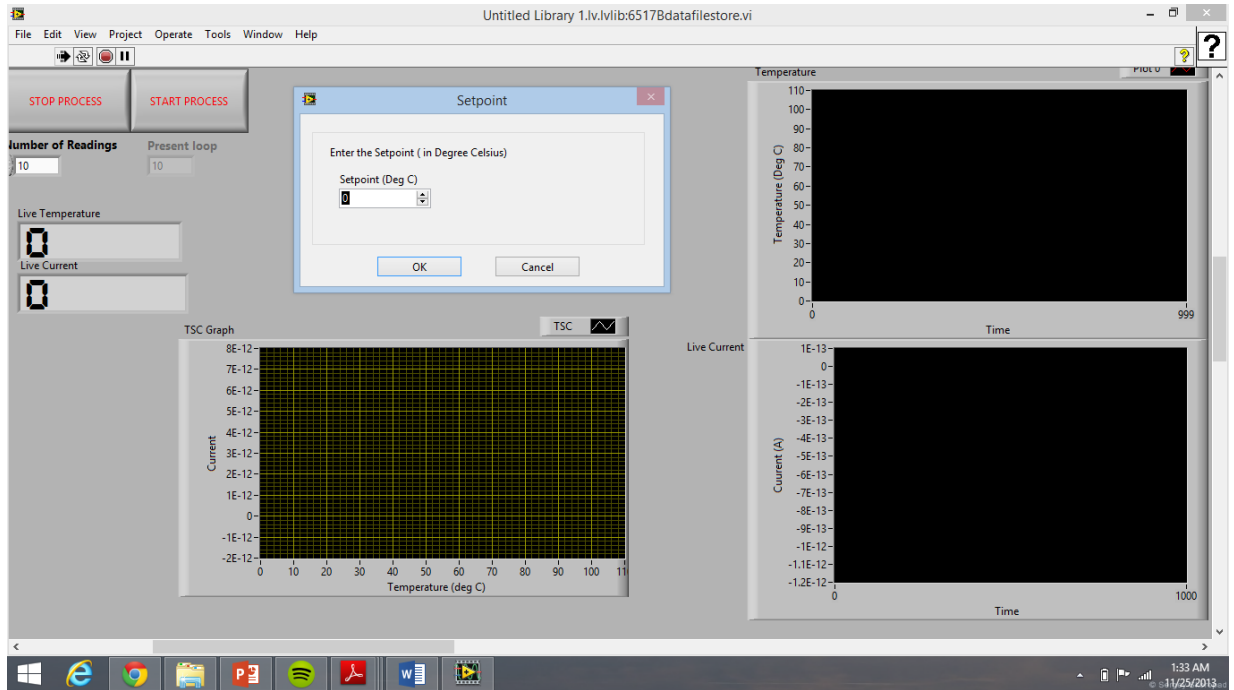 Untitled Library 1.lv.lvlib:6517Bdatafilestore.vi
File Edit View Project Operate Tools Window Help
?
?
STOP PROCESS
START PROCESS
Number of Readings
10
Present loop
10
Live Temperature
0
Live Current
0
Setpoint
Enter the Setpoint ( in Degree Celsius)
Setpoint (Deg C)
0
OK
Cancel
Temperature
Plot 0
Temperature (Deg C)
110
100
90
80
70
60
50
40
30
20
10
0
0
999
Time
TSC Graph
TSC
Current
8E-12
7E-12
6E-12
5E-12
4E-12
3E-12
2E-12
1E-12
0
-1E-12
-2E-12
0 10 20 30 40 50 60 70 80 90 100 11
Temperature (deg C)
Live Current
Cuurent (A)
1E-13
0
-1E-13
-2E-13
-3E-13
-4E-13
-5E-13
-6E-13
-7E-13
-8E-13
-9E-13
-1E-12
-1.1E-12
-1.2E-12
0
1000
Time
1:33 AM
11/25/2013